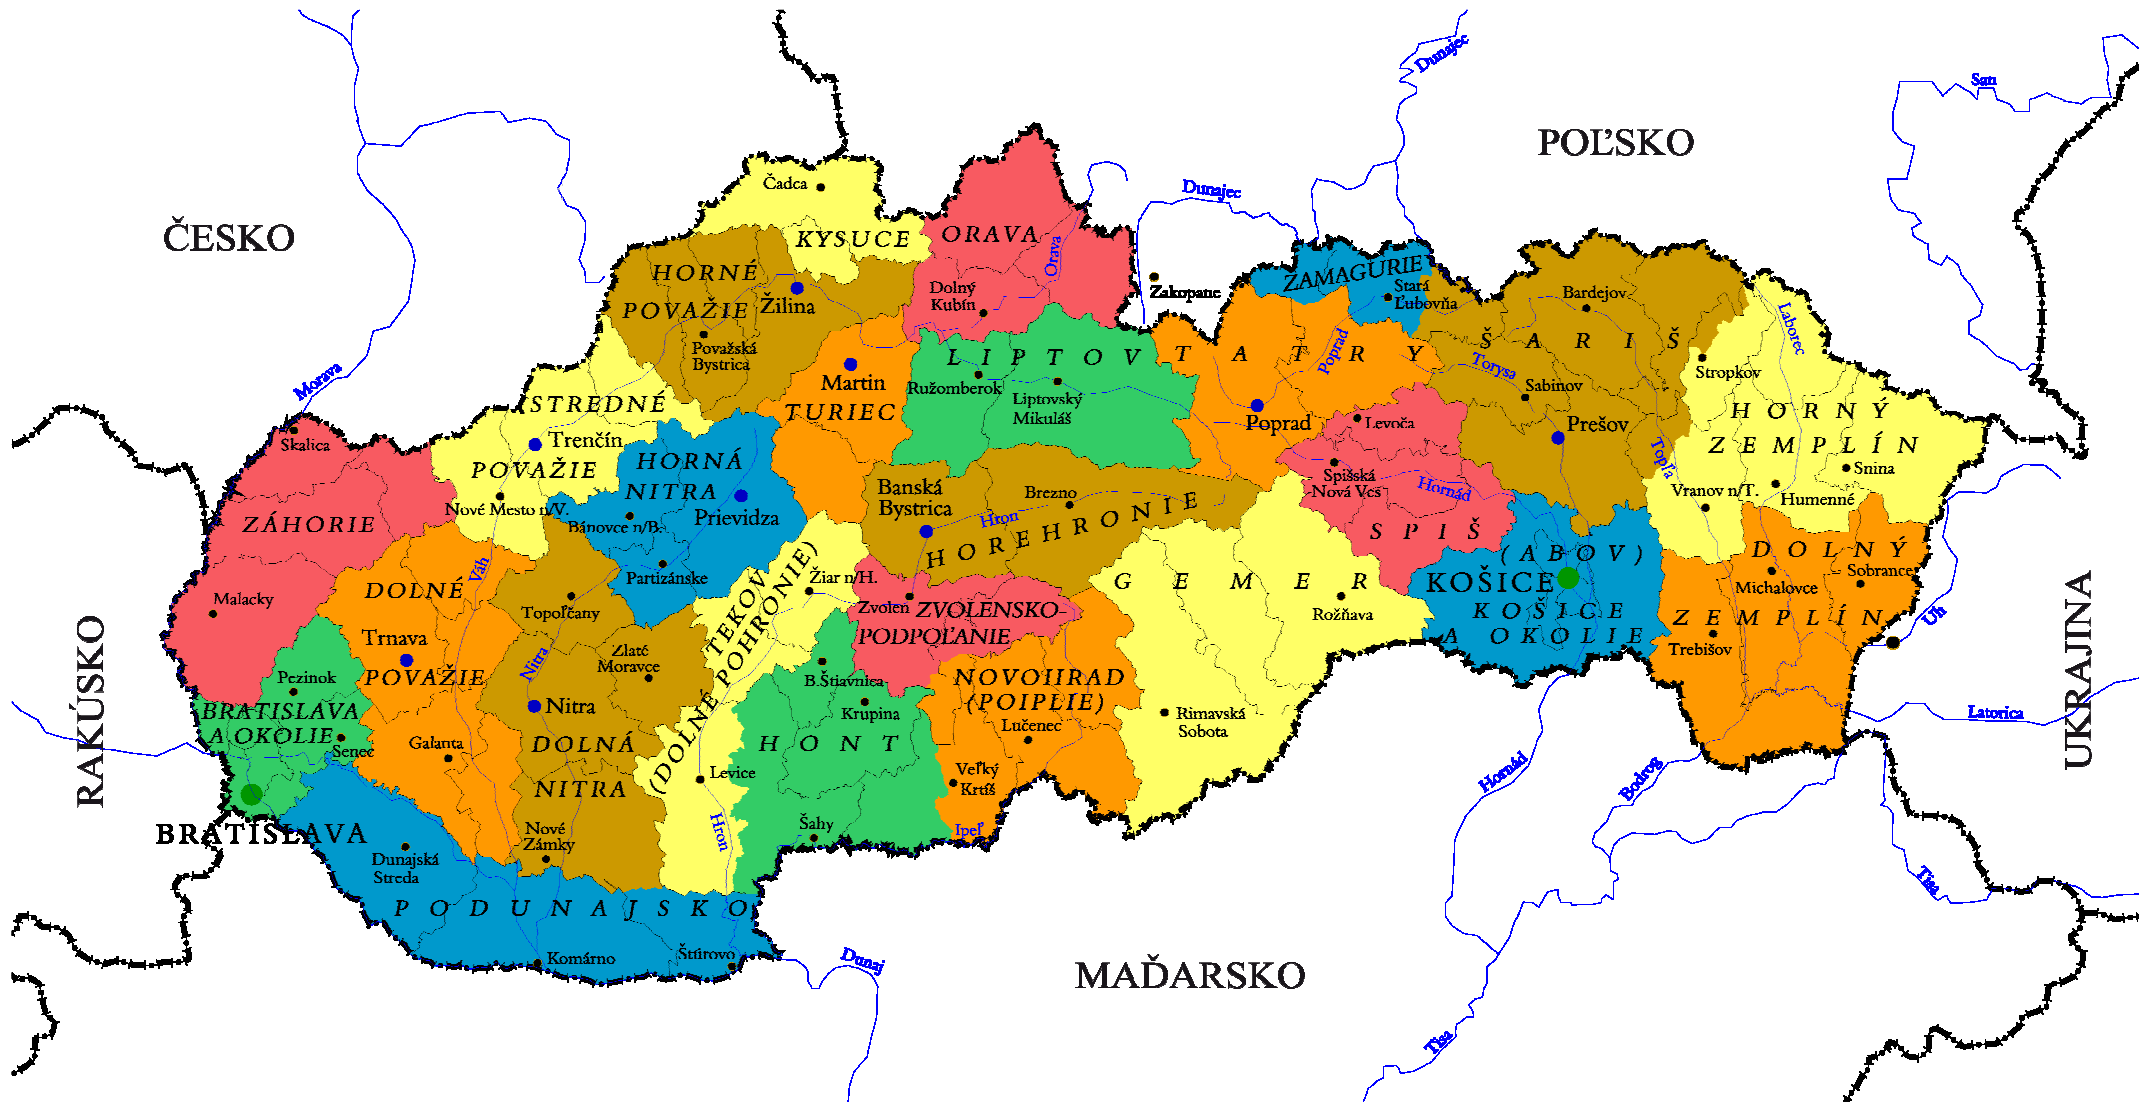 Dunajec
San
POĽSKO
ČESKO
Čadca
Dunajec
KYSUCE
ORAVA
Orava
HORNÉ
POVAŽIE
Žilina
Považská
Bystrica
Dolný
Kubín
Zakopane
ZAMAGURIE
Stará
Ľubovňa
Bardejov
Laborec
Morava
Martin
TURIEC
LIPTOV
Ružomberok
Liptovský
Mikuláš
TATRY
Poprad
Poprad
ŠARIŠ
Torysa
Sabinov
Prešov
Topľa
Stropkov
HORNÝ
ZEMPLÍN
Snina
Vranov n/T.
Humenné
Skalica
ZÁHORIE
Malacky
STREDNÉ
Trenčín
POVAŽIE
Nové Mesto n/V.
HORNÁ
NITRA
Prievidza
Bánovce n/B.
Partizánske
Banská
Bystrica
Brezno
Hron
HOREHRONIE
Levoča
Spišská
Nová Ves
Hornád
SPIŠ
(ABOV)
KOŠICE
KOŠICE
A OKOLIE
DOLNÝ
Michalovce
Sobrance
ZEMPLÍN
Trebišov
Uh
UKRAJINA
RAKÚSKO
DOLNÉ
Váh
Trnava
POVAŽIE
Galanta
Topoľčany
Zlaté
Moravce
Nitra
Nitra
DOLNÁ
NITRA
Nové
Zámky
TEKOV
(DOLNÉ POHRONIE)
Žiar n/H.
Levice
Hron
Zvolen
ZVOLENSKO-
PODPOĽANIE
B.Štiavnica
Krupina
HONT
Šahy
GEMER
Rožňava
Rimavská
Sobota
NOVOHRAD
(POIPLIE)
Lučenec
Veľký
Krtíš
Ipeľ
Pezinok
BRATISLAVA
A OKOLIE
Senec
BRATISLAVA
Dunajská
Streda
PODUNAJSKO
Komárno
Štúrovo
Dunaj
MAĎARSKO
Hornád
Bodrog
Latorica
Tisa
Tisa